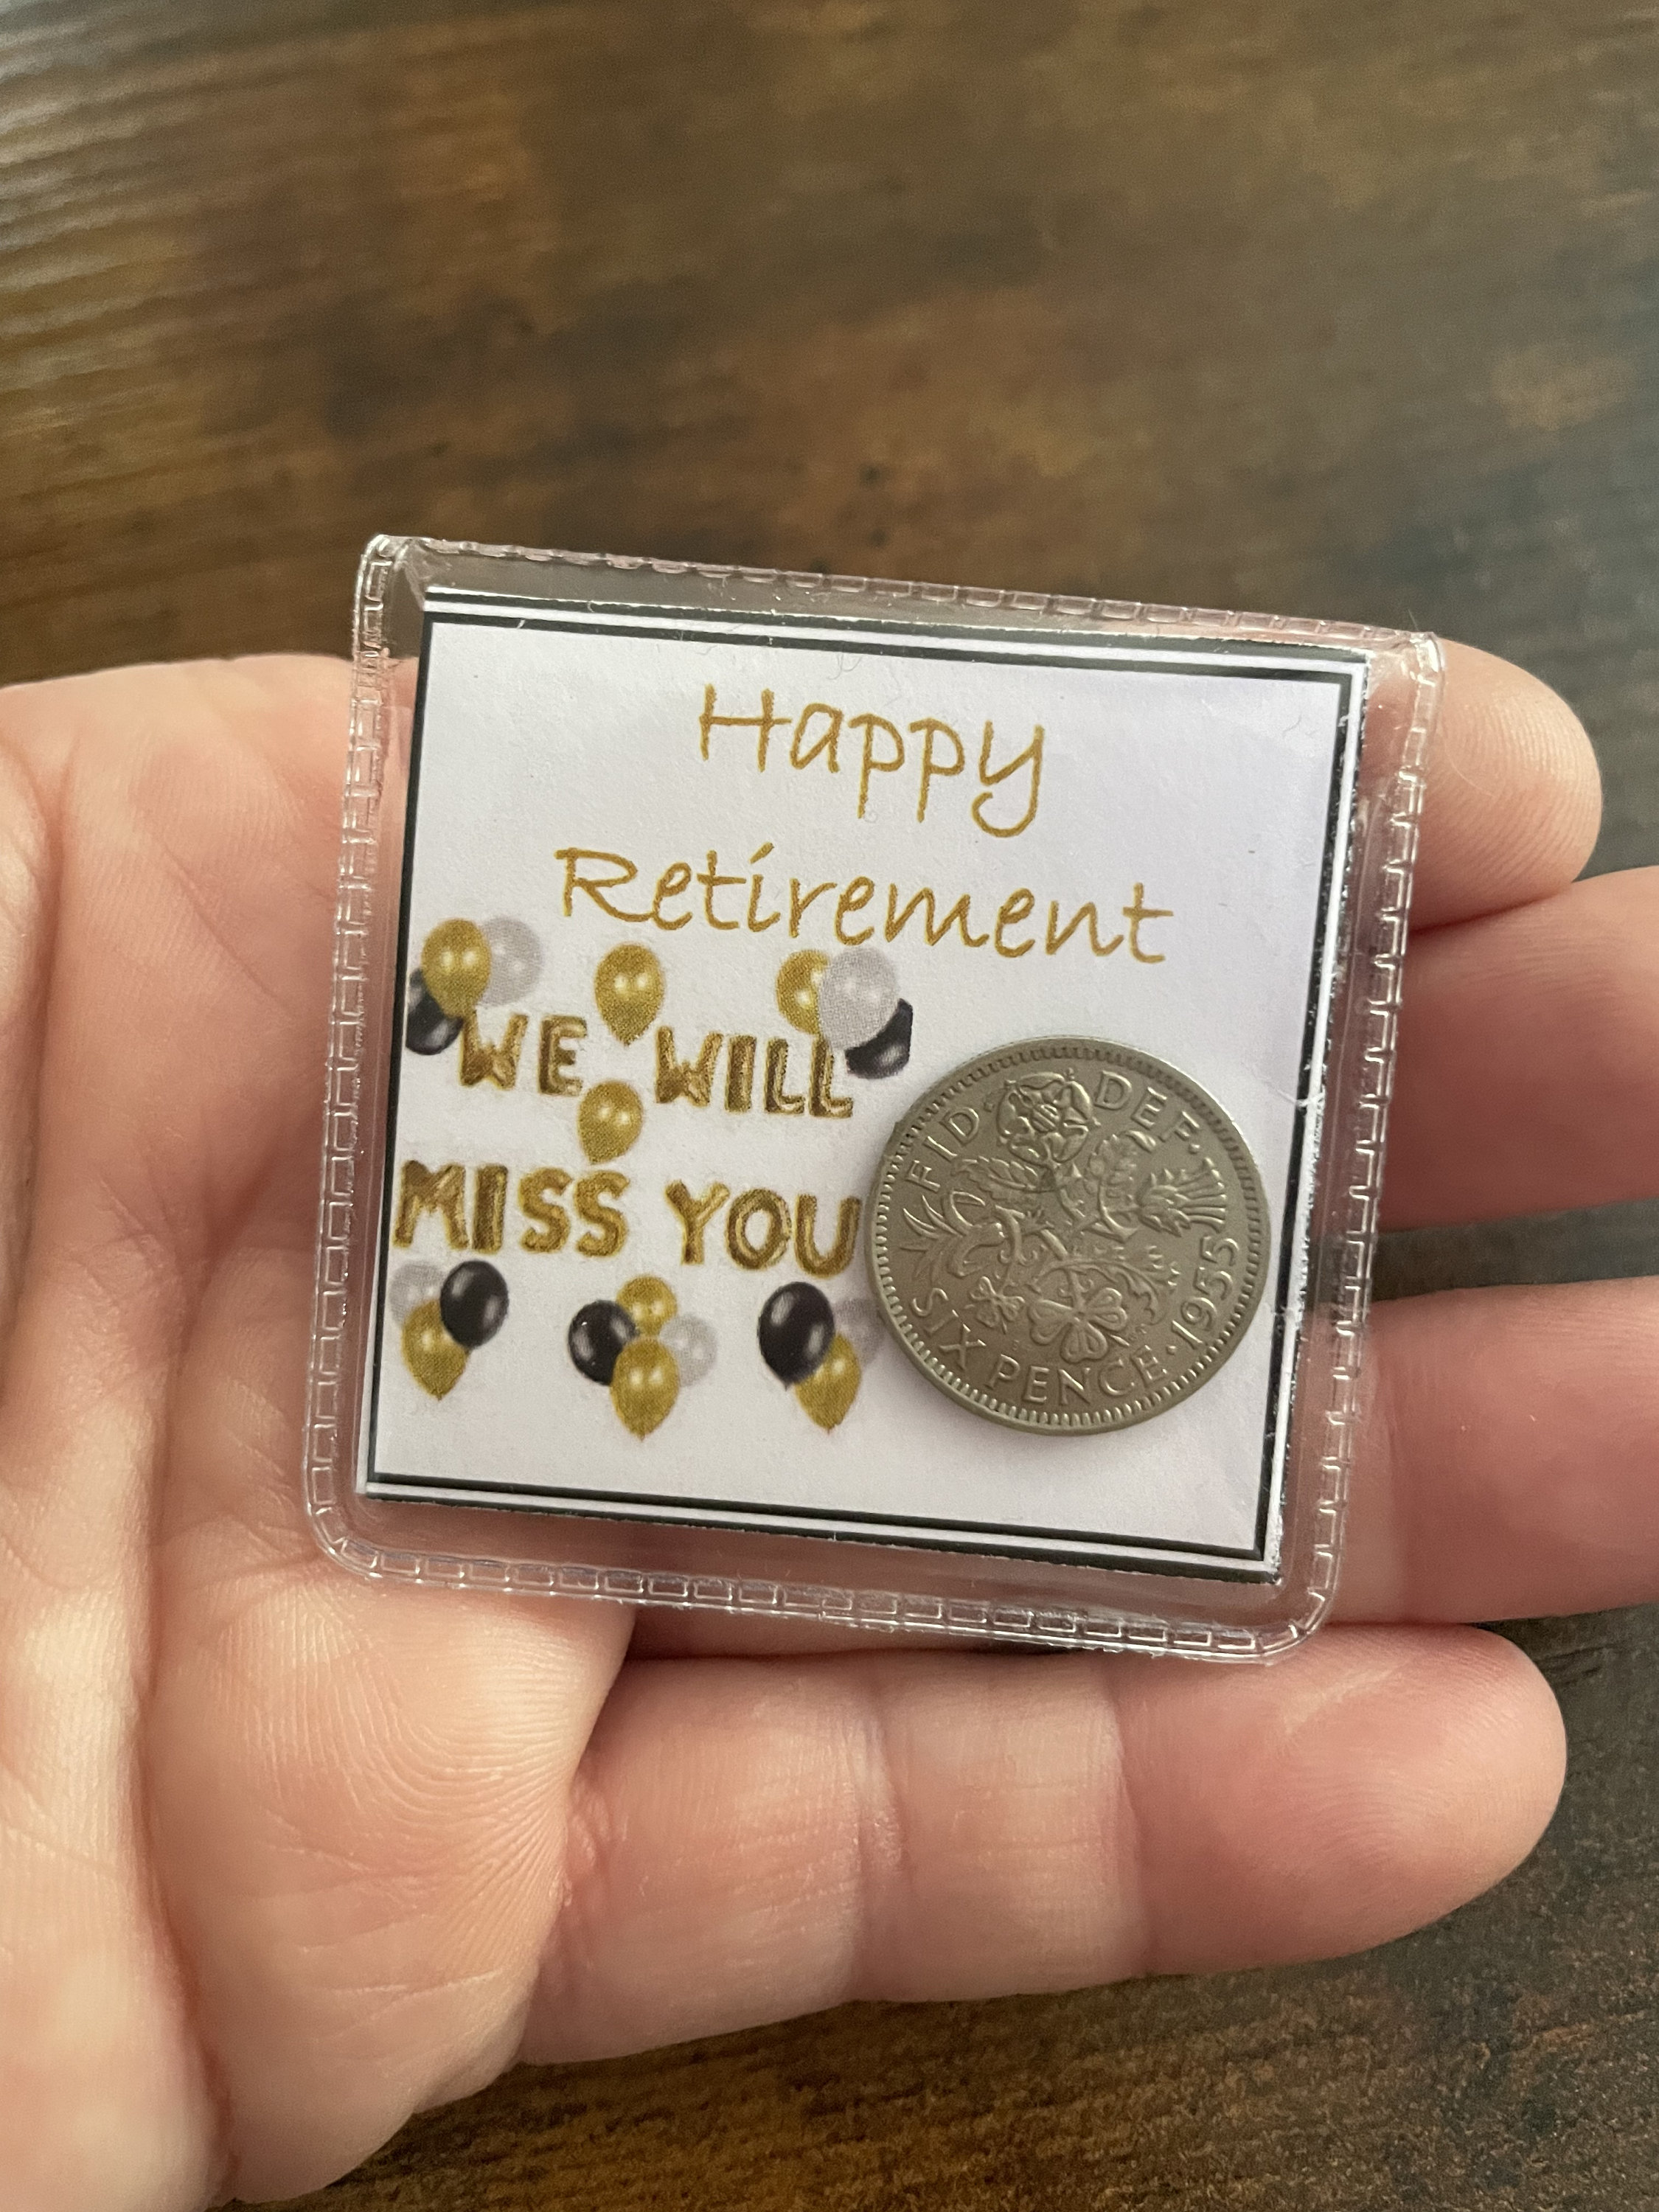 Happy
Retirement
WE WILL
MISS YOU
FID· DEF·
SIX PENCE·1955